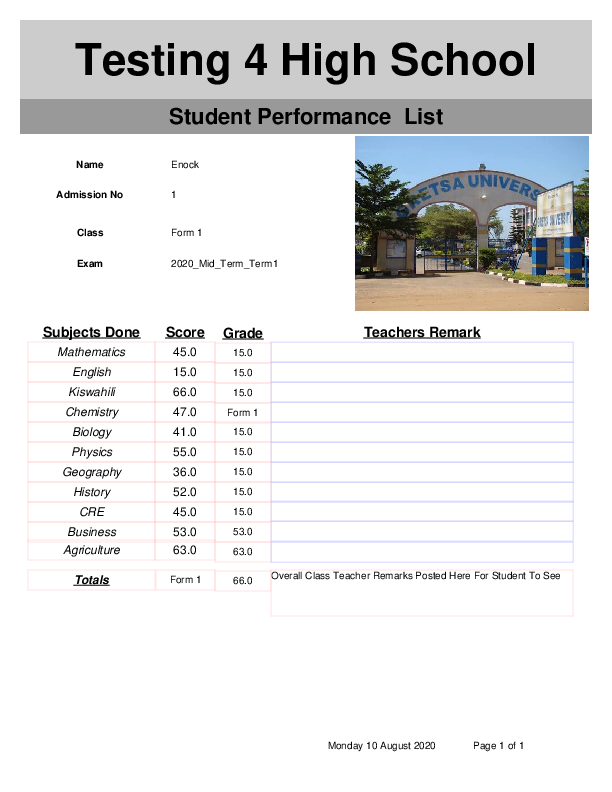 Testing 4 High School
Student Performance List
Name Enock
Admission No 1
Class Form 1
Exam 2020_Mid_Term_Term1
UNIVERS
UNIVERSITY
Subjects Done Score Grade Teachers Remark
Mathematics 45.0 15.0
English 15.0 15.0
Kiswahili 66.0 15.0
Chemistry 47.0 Form 1
Biology 41.0 15.0
Physics 55.0 15.0
Geography 36.0 15.0
History 52.0 15.0
CRE 45.0 15.0
Business 53.0 53.0
Agriculture 63.0 63.0
Totals Form 1 66.0 Overall Class Teacher Remarks Posted Here For Student To See
Monday 10 August 2020 Page 1 of 1